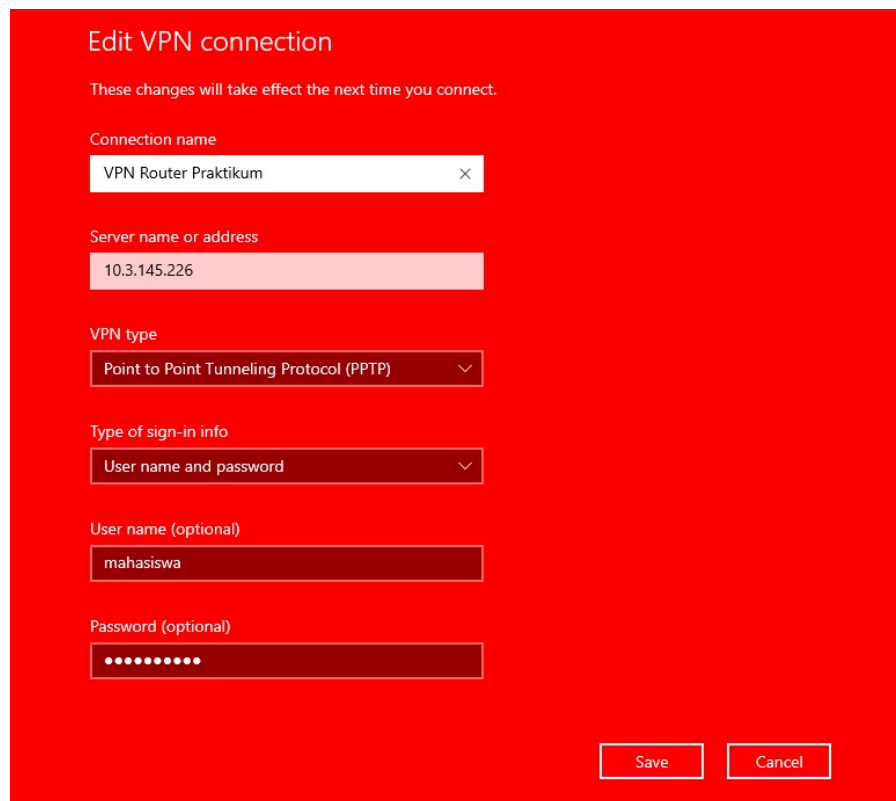 Edit VPN connection
These changes will take effect the next time you connect.
Connection name
VPN Router Praktikum
Server name or address
10.3.145.226
VPN type
Point to Point Tunneling Protocol (PPTP)
Type of sign-in info
User name and password
User name (optional)
mahasiswa
Password (optional)
••••••••••
Save Cancel